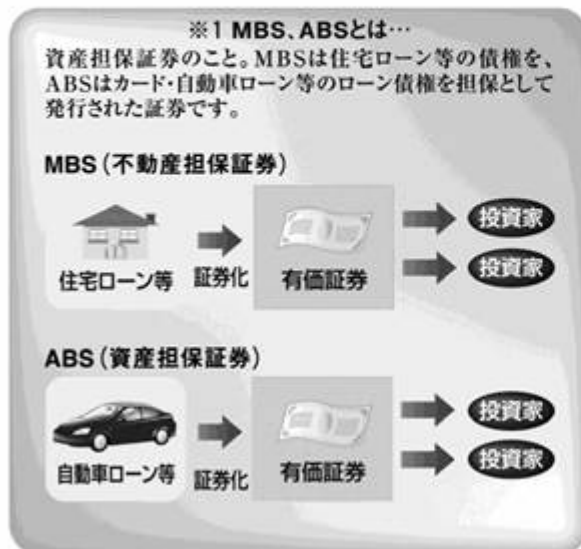 ※1 MBS、ABSとは…
資産担保証券のこと。MBSは住宅ローン等の債権を、
ABSはカード・自動車ローン等のローン債権を担保として
発行された証券です。
MBS（不動産担保証券）
住宅ローン等
証券化
有価証券
投資家
投資家
ABS（資産担保証券）
自動車ローン等
証券化
有価証券
投資家
投資家